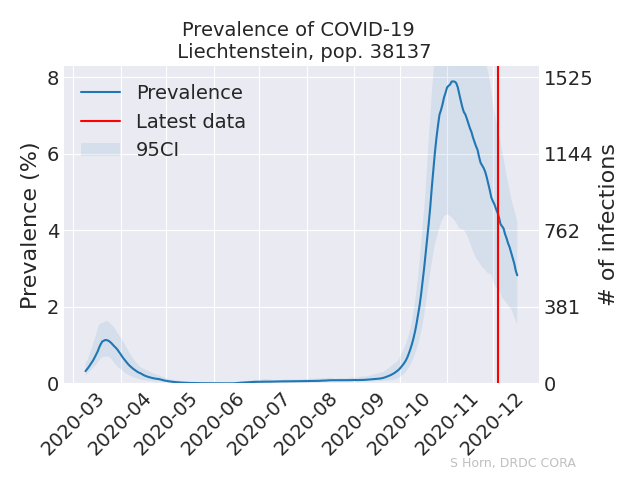 Prevalence of COVID-19
Liechtenstein, pop. 38137
Prevalence
Latest data
95CI
Prevalence (%)
8
6
4
2
0
1525
1144
762
381
0
# of infections
2020-03
2020-04
2020-05
2020-06
2020-07
2020-08
2020-09
2020-10
2020-11
2020-12
S Horn, DRDC CORA